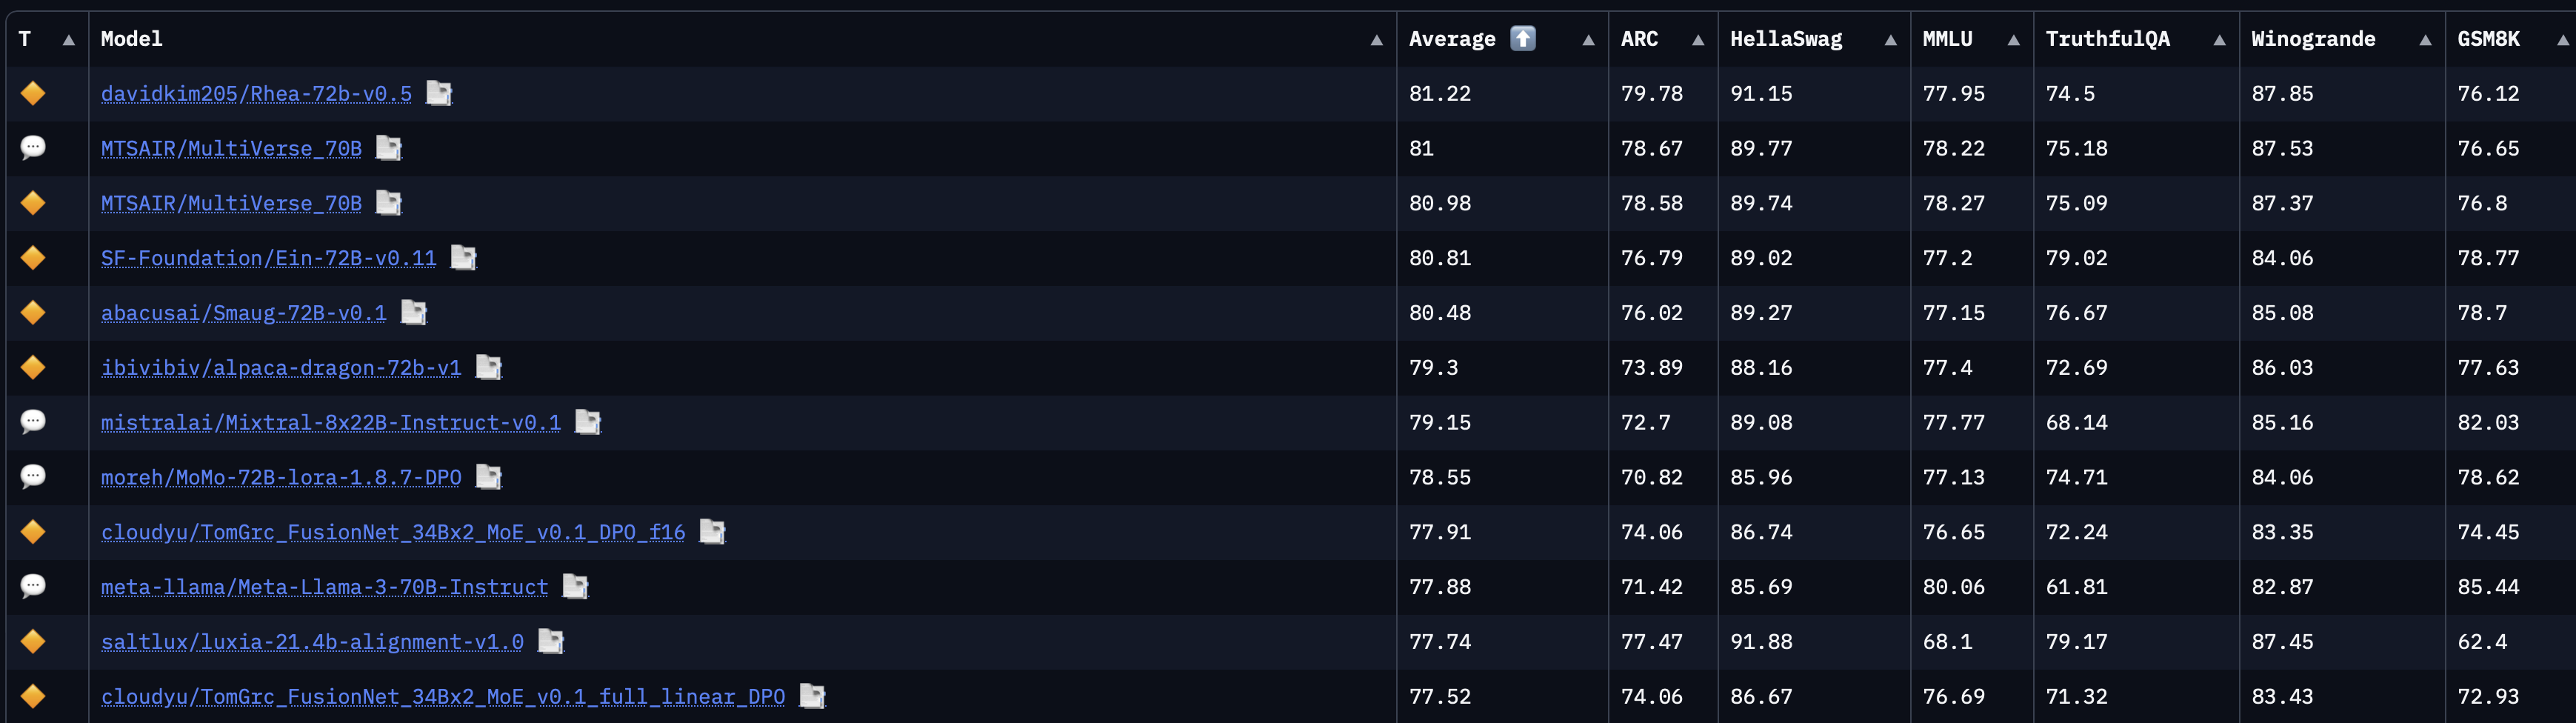 T Model Average ARC HellaSwag MMLU TruthfulQA Winogrande GSM8K
davidkim205/Rhea-72b-v0.5 81.22 79.78 91.15 77.95 74.5 87.85 76.12
MTSAIR/MultiVerse_70B 81 78.67 89.77 78.22 75.18 87.53 76.65
MTSAIR/MultiVerse_70B 80.98 78.58 89.74 78.27 75.09 87.37 76.8
SF-Foundation/Ein-72B-v0.11 80.81 76.79 89.02 77.2 79.02 84.06 78.77
abacusai/Smaug-72B-v0.1 80.48 76.02 89.27 77.15 76.67 85.08 78.7
ibivibiv/alpaca-dragon-72b-v1 79.3 73.89 88.16 77.4 72.69 86.03 77.63
mistralai/Mixtral-8x22B-Instruct-v0.1 79.15 72.7 89.08 77.77 68.14 85.16 82.03
moreh/MoMo-72B-lora-1.8.7-DPO 78.55 70.82 85.96 77.13 74.71 84.06 78.62
cloudyu/TomGrc_FusionNet_34Bx2_MoE_v0.1_DPO_f16 77.91 74.06 86.74 76.65 72.24 83.35 74.45
meta-llama/Meta-Llama-3-70B-Instruct 77.88 71.42 85.69 80.06 61.81 82.87 85.44
saltlux/luxia-21.4b-alignment-v1.0 77.74 77.47 91.88 68.1 79.17 87.45 62.4
cloudyu/TomGrc_FusionNet_34Bx2_MoE_v0.1_full_linear_DPO 77.52 74.06 86.67 76.69 71.32 83.43 72.93